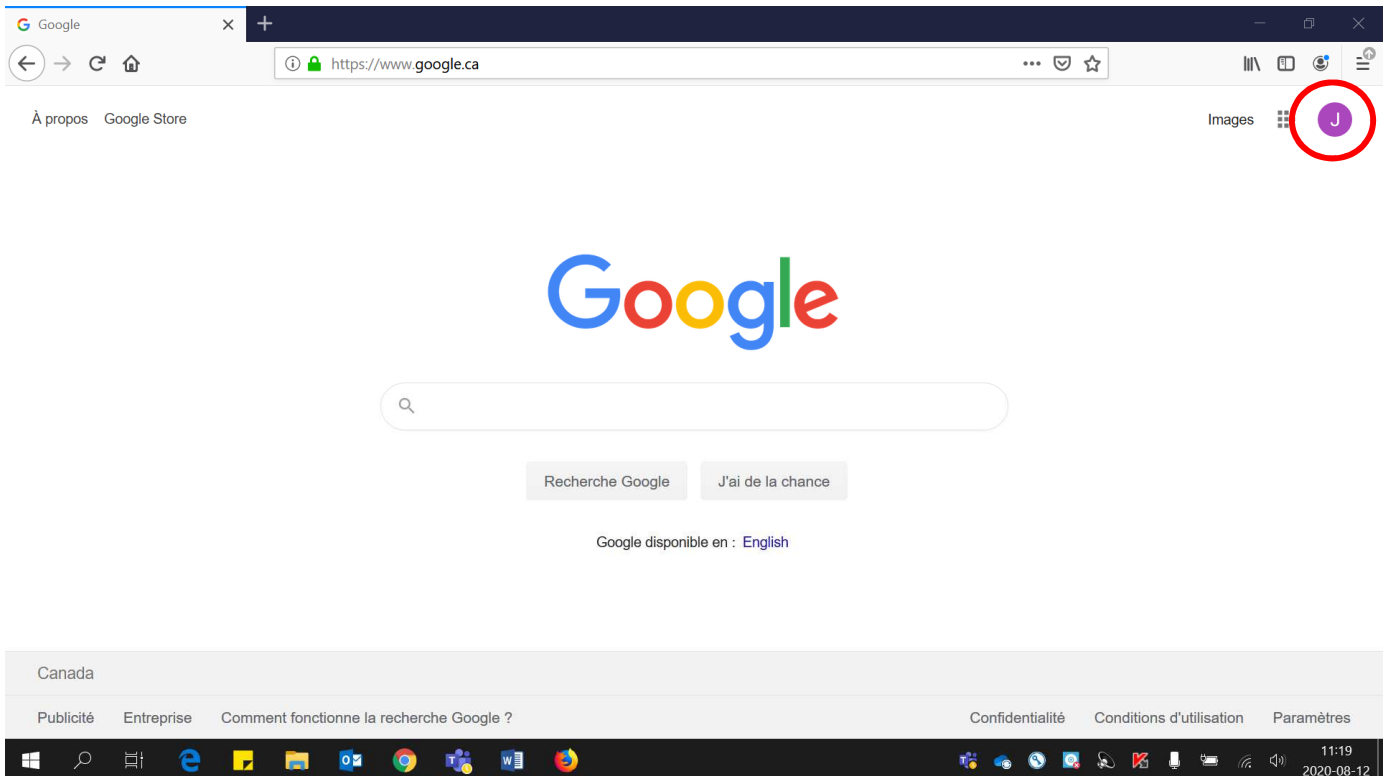 Google
https://www.google.ca
À propos Google Store
Images
J
Google
Recherche Google
J'ai de la chance
Google disponible en : English
Canada
Publicité Entreprise Comment fonctionne la recherche Google ?
Confidentialité Conditions d'utilisation Paramètres
11:19
2020-08-12